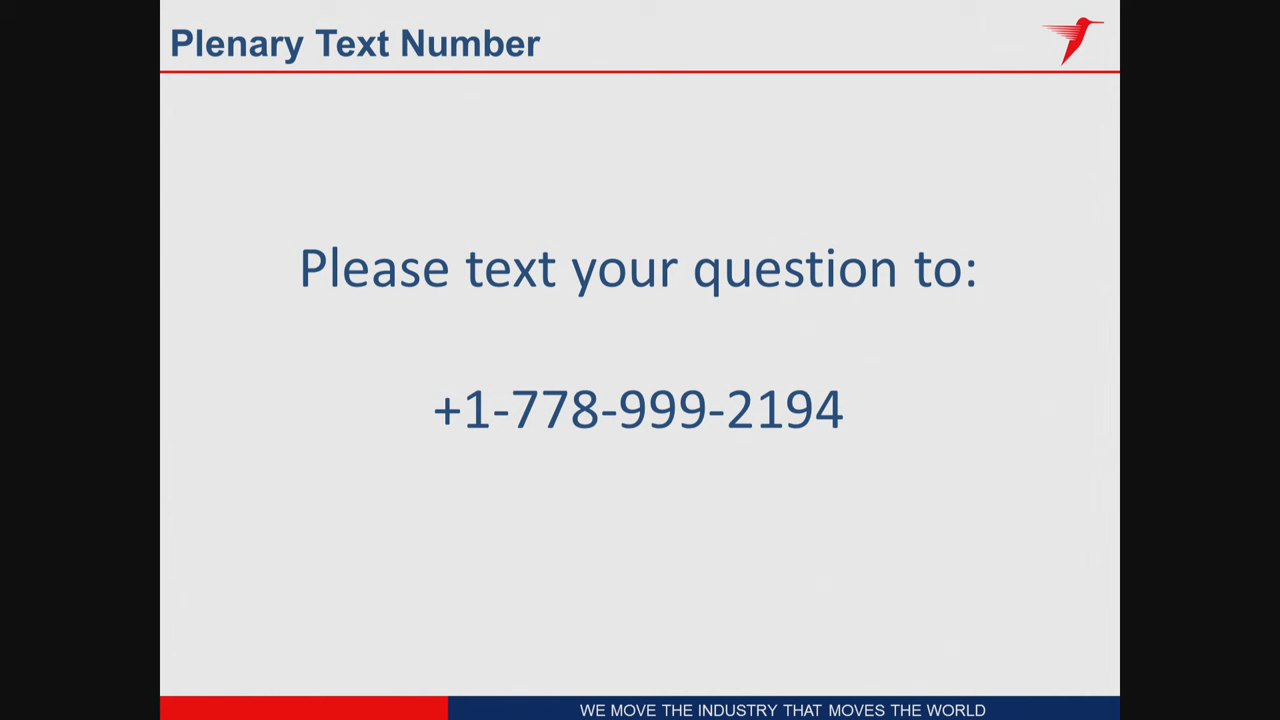 Plenary Text Number
Please text your question to:
+1-778-999-2194
WE MOVE THE INDUSTRY THAT MOVES THE WORLD